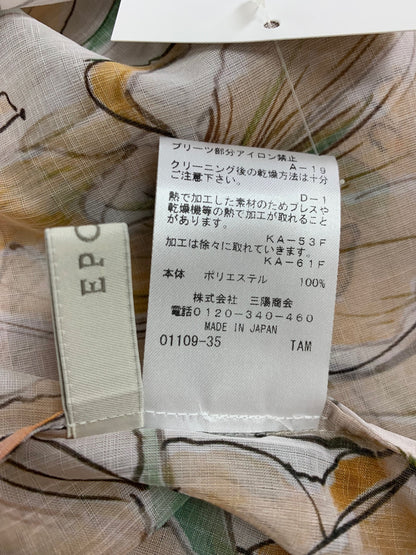 プリーツ部分アイロン禁止
A-19
クリーニング後の乾燥方法は十分
ご注意下さい。
D-1
熱で加工した素材のためプレスや
乾燥機等の熱で加工が取れること
があります。
KA-53F
加工は徐々に取れていきます。
KA-61F
本体 ポリエステル 100%
株式会社 三陽商会
電話0120-340-460
MADE IN JAPAN
01109-35 TAM
EPO